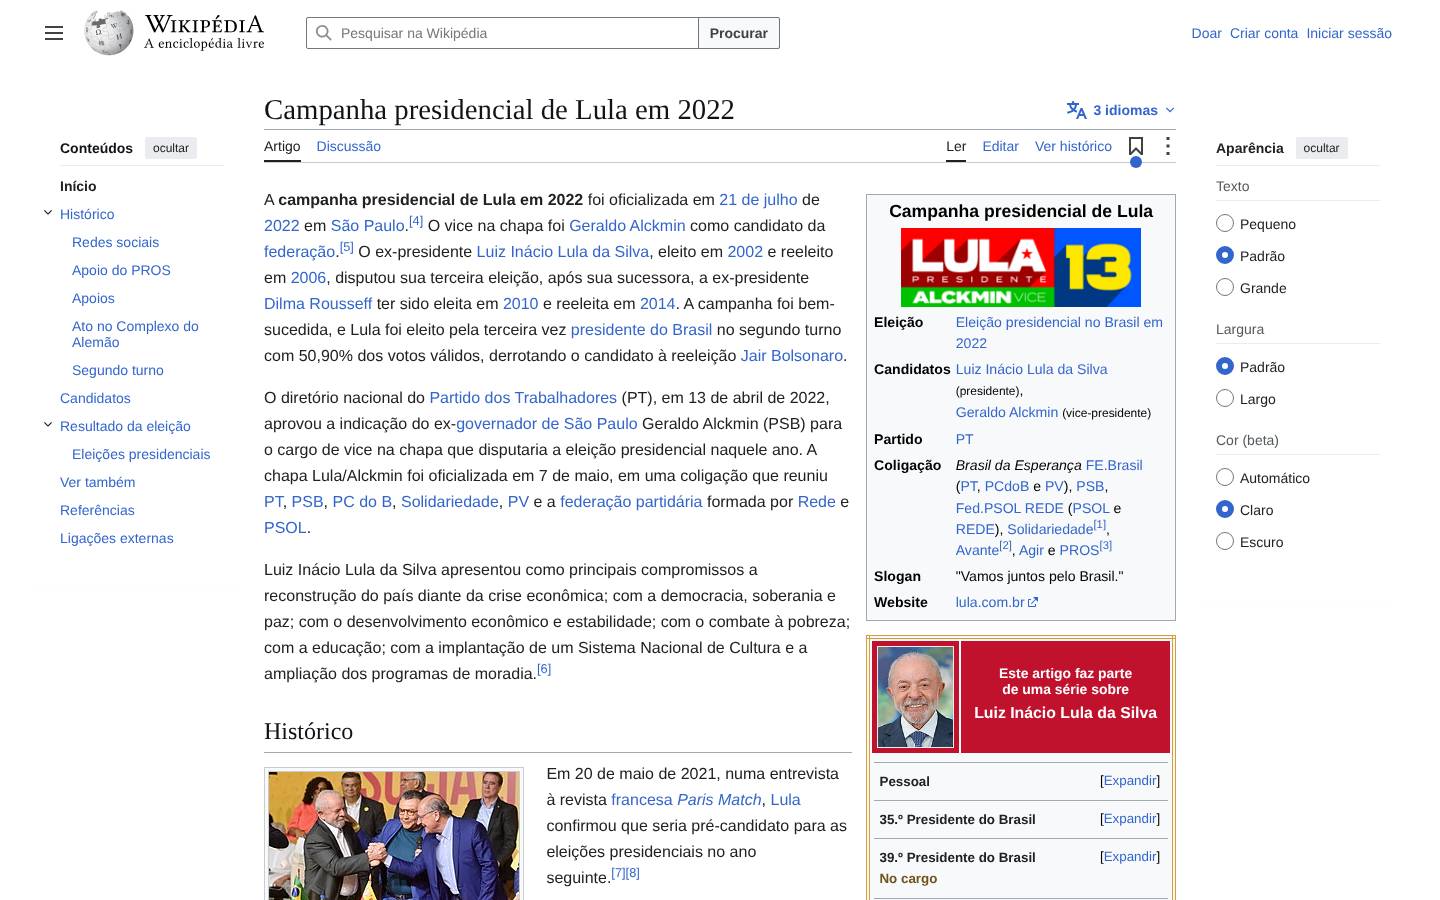 WIKIPÉDIA
A enciclopédia livre
Pesquisar na Wikipédia
Procurar
Doar Criar conta Iniciar sessão
Conteúdos ocultar
Início
Histórico
Redes sociais
Apoio do PROS
Apoios
Ato no Complexo do
Alemão
Segundo turno
Candidatos
Resultado da eleição
Eleições presidenciais
Ver também
Referências
Ligações externas
Campanha presidencial de Lula em 2022
3 idiomas
Artigo Discussão
Ler Editar Ver histórico
A campanha presidencial de Lula em 2022 foi oficializada em 21 de julho de
2022 em São Paulo.[4] O vice na chapa foi Geraldo Alckmin como candidato da
federação.[5] O ex-presidente Luiz Inácio Lula da Silva, eleito em 2002 e reeleito
em 2006, disputou sua terceira eleição, após sua sucessora, a ex-presidente
Dilma Rousseff ter sido eleita em 2010 e reeleita em 2014. A campanha foi bem-
sucedida, e Lula foi eleito pela terceira vez presidente do Brasil no segundo turno
com 50,90% dos votos válidos, derrotando o candidato à reeleição Jair Bolsonaro.
O diretório nacional do Partido dos Trabalhadores (PT), em 13 de abril de 2022,
aprovou a indicação do ex-governador de São Paulo Geraldo Alckmin (PSB) para
o cargo de vice na chapa que disputaria a eleição presidencial naquele ano. A
chapa Lula/Alckmin foi oficializada em 7 de maio, em uma coligação que reuniu
PT, PSB, PC do B, Solidariedade, PV e a federação partidária formada por Rede e
PSOL.
Luiz Inácio Lula da Silva apresentou como principais compromissos a
reconstrução do país diante da crise econômica; com a democracia, soberania e
paz; com o desenvolvimento econômico e estabilidade; com o combate à pobreza;
com a educação; com a implantação de um Sistema Nacional de Cultura e a
ampliação dos programas de moradia.[6]
Histórico
Em 20 de maio de 2021, numa entrevista
à revista francesa Paris Match, Lula
confirmou que seria pré-candidato para as
eleições presidenciais no ano
seguinte.[7][8]
Campanha presidencial de Lula
LULA 13
PRESIDENTE
ALCKMIN VICE
Eleição Eleição presidencial no Brasil em
2022
Candidatos Luiz Inácio Lula da Silva
(presidente),
Geraldo Alckmin (vice-presidente)
Partido PT
Coligação Brasil da Esperança FE.Brasil
(PT, PCdoB e PV), PSB,
Fed.PSOL REDE (PSOL e
REDE), Solidariedade[1],
Avante[2], Agir e PROS[3]
Slogan "Vamos juntos pelo Brasil."
Website lula.com.br
Este artigo faz parte
de uma série sobre
Luiz Inácio Lula da Silva
Pessoal [Expandir]
35.º Presidente do Brasil [Expandir]
39.º Presidente do Brasil [Expandir]
No cargo
Aparência ocultar
Texto
Pequeno
Padrão
Grande
Largura
Padrão
Largo
Cor (beta)
Automático
Claro
Escuro